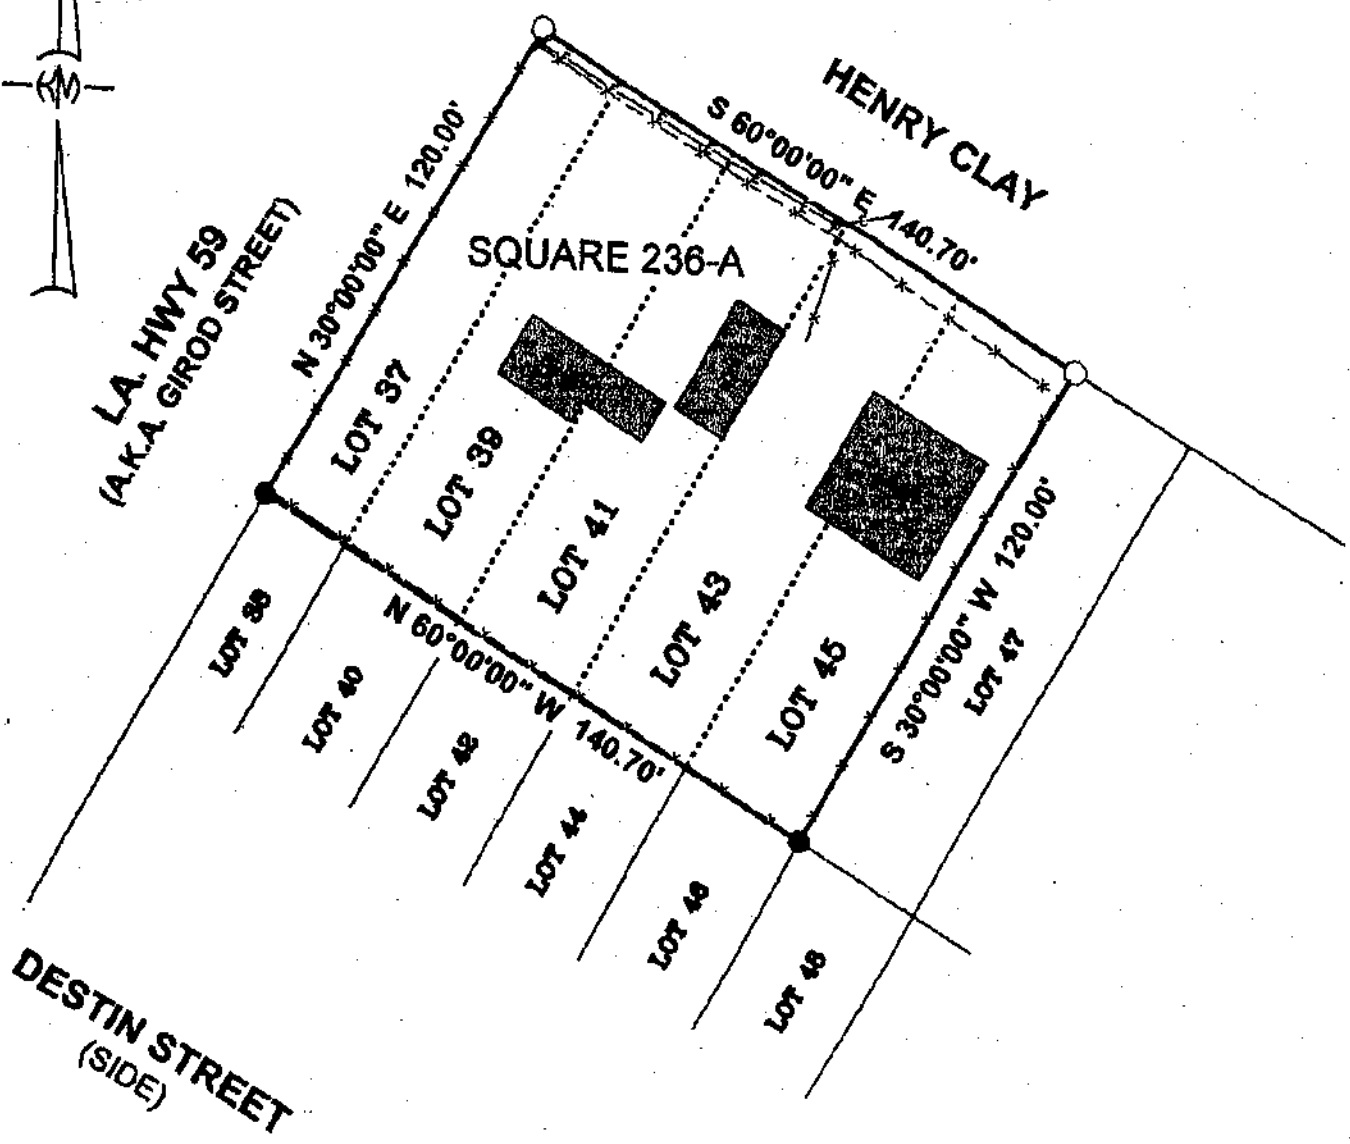 RM
HENRY CLAY
S 60°00'00" E 140.70'
N 30°00'00" E 120.00'
LA. HWY 59
(A.K.A. GIROD STREET)
SQUARE 236-A
LOT 37
LOT 39
LOT 41
LOT 43
LOT 45
S 30°00'00" W 120.00'
LOT 47
N 60°00'00" W 140.70'
LOT 38
LOT 40
LOT 42
LOT 44
LOT 46
LOT 48
DESTIN STREET
(SIDE)